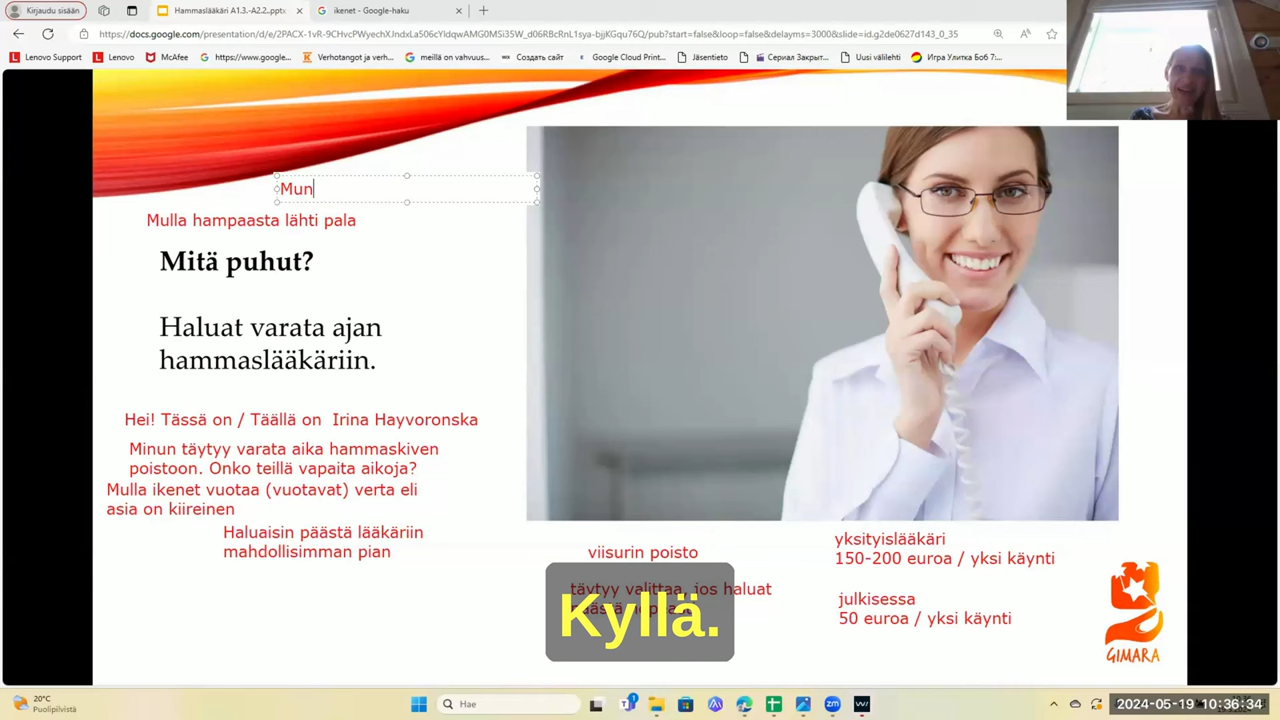 Kirjaudu sisään
Hammaslääkäri A1.3.-A2.2..pptx
ikenet - Google-haku
https://docs.google.com/presentation/d/e/2PACX-1vR-9CHvcPWyechXJndxLa506cYldqwAMG0MSi35W_d06RBcRnL1sya-bjjKGqu76Q/pub?start=false&loop=false&delayms=3000&slide=id.g2de0627d143_0_35
Lenovo Support
Lenovo
McAfee
https://www.google...
Verhotangot ja verh...
meillä on vahvuus...
Создать сайт
Google Cloud Print...
Jäsentieto
Сериал Закрыт...
Uusi välilehti
Игра Улитка Боб 7:...
Mun
Mulla hampaasta lähti pala
Mitä puhut?
Haluat varata ajan
hammaslääkäriin.
Hei! Tässä on / Täällä on Irina Hayvoronska
Minun täytyy varata aika hammaskiven
poistoon. Onko teillä vapaita aikoja?
Mulla ikenet vuotaa (vuotavat) verta eli
asia on kiireinen
Haluaisin päästä lääkäriin
mahdollisimman pian
viisurin poisto
täytyy valittaa, jos haluat
yksityislääkäri
150-200 euroa / yksi käynti
julkisessa
50 euroa / yksi käynti
Kyllä.
GIMARA
20°C
Puolipilvistä
Hae
2024-05-19 10:36:34